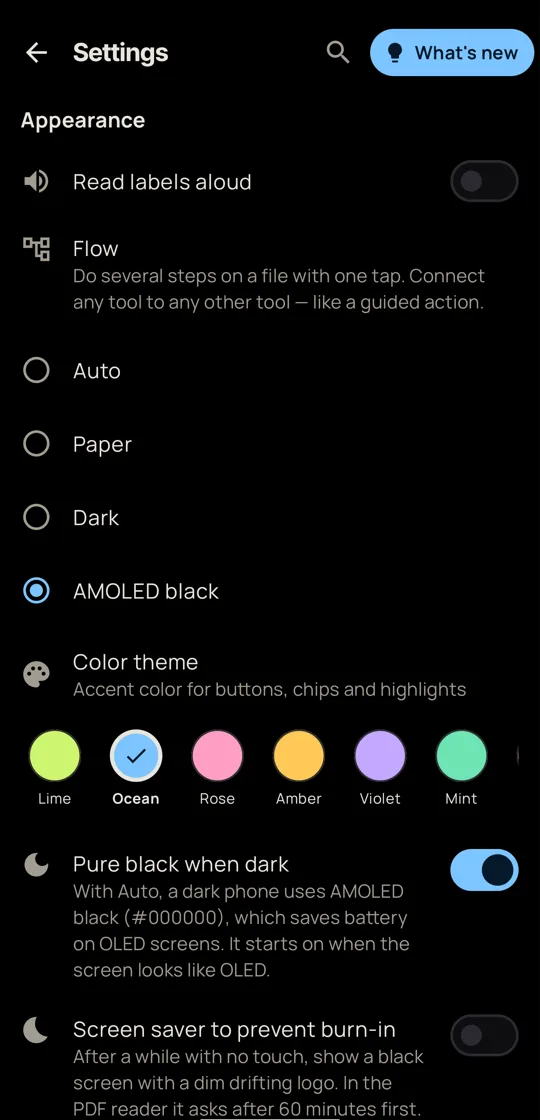 Settings
What's new
Appearance
Read labels aloud
Flow
Do several steps on a file with one tap. Connect
any tool to any other tool — like a guided action.
Auto
Paper
Dark
AMOLED black
Color theme
Accent color for buttons, chips and highlights
Lime
Ocean
Rose
Amber
Violet
Mint
Pure black when dark
With Auto, a dark phone uses AMOLED
black (#000000), which saves battery
on OLED screens. It starts on when the
screen looks like OLED.
Screen saver to prevent burn-in
After a while with no touch, show a black
screen with a dim drifting logo. In the
PDF reader it asks after 60 minutes first.